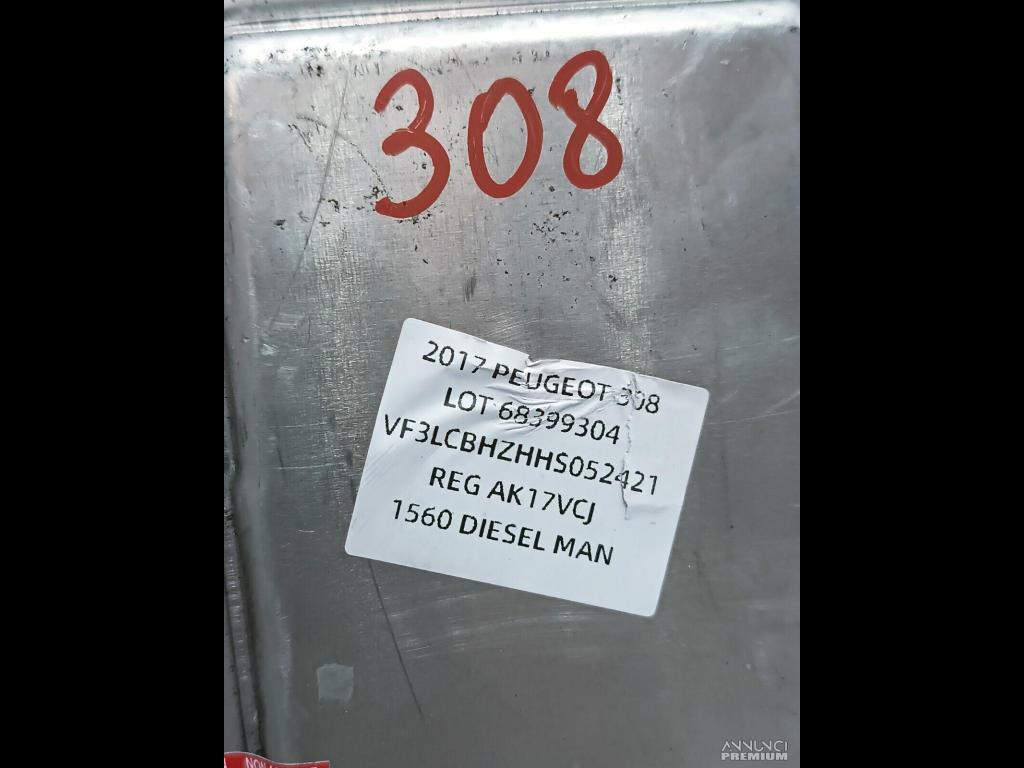 308
2017 PEUGEOT 308
LOT 68399304
VF3LCBHZHHS052421
REG AK17VCJ
1560 DIESEL MAN
ANNUNCI
PREMIUM